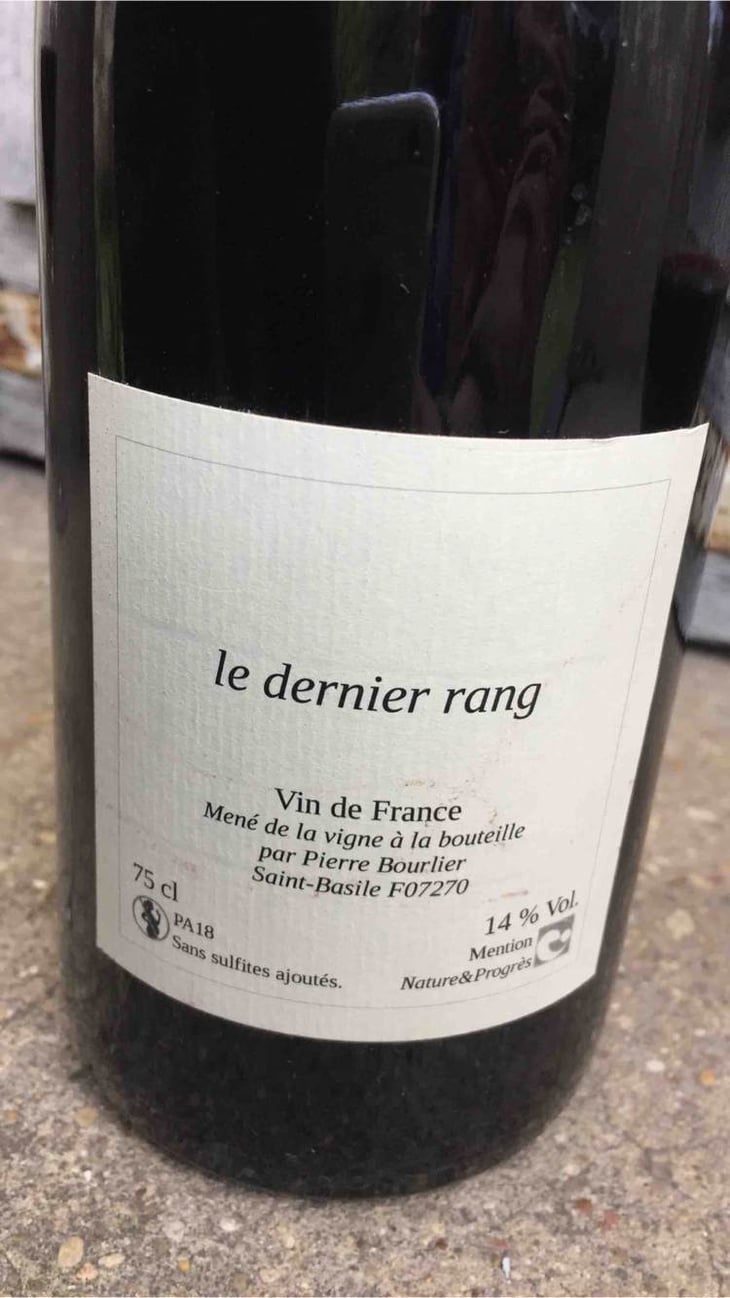 le dernier rang
Vin de France
Mené de la vigne à la bouteille
par Pierre Bourlier
Saint-Basile F07270
75 cl
PA18
Sans sulfites ajoutés.
14 % Vol.
Mention
Nature&Progrès